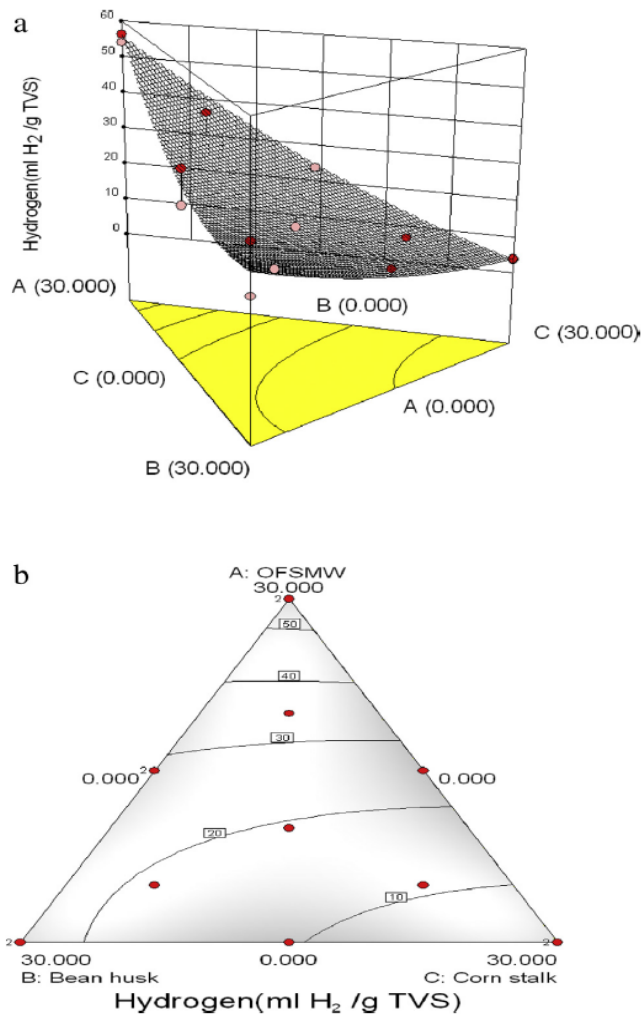 a
60
50
40
30
20
10
0
Hydrogen(ml H2 /g TVS)
A (30.000)
B (0.000)
C (30.000)
C (0.000)
A (0.000)
B (30.000)
b
A: OFSMW
30.000
2
50
40
30
2
0.000
0.000
20
10
2
2
30.000
0.000
30.000
B: Bean husk
C: Corn stalk
Hydrogen(ml H₂ /g TVS)